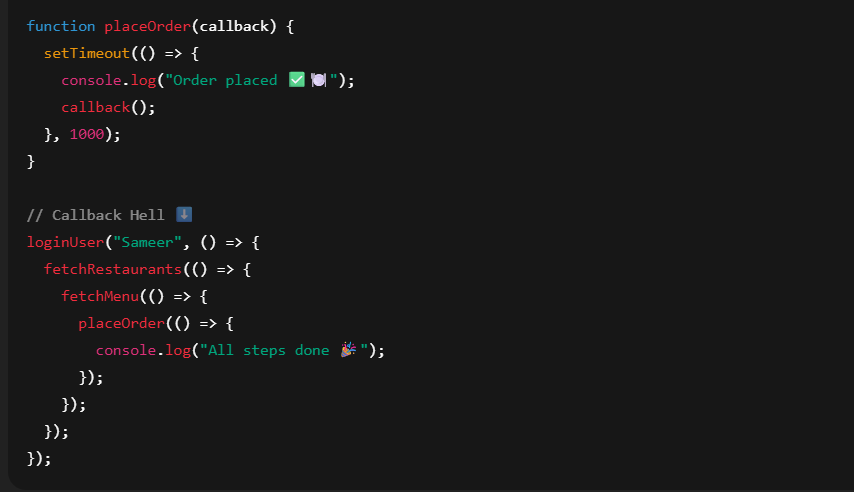 function placeOrder(callback) {
  setTimeout(() => {
    console.log("Order placed ✅🍽️");
    callback();
  }, 1000);
}

// Callback Hell ⬇️
loginUser("Sameer", () => {
  fetchRestaurants(() => {
    fetchMenu(() => {
      placeOrder(() => {
        console.log("All steps done 🎉");
      });
    });
  });
});